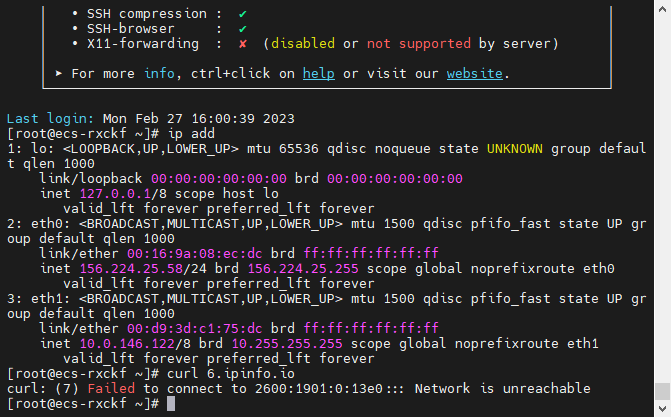 • SSH compression : ✔
• SSH-browser : ✔
• X11-forwarding : ✘ (disabled or not supported by server)
➤ For more info, ctrl+click on help or visit our website.
Last login: Mon Feb 27 16:00:39 2023
[root@ecs-rxckf ~]# ip add
1: lo: <LOOPBACK,UP,LOWER_UP> mtu 65536 qdisc noqueue state UNKNOWN group defaul
t qlen 1000
link/loopback 00:00:00:00:00:00 brd 00:00:00:00:00:00
inet 127.0.0.1/8 scope host lo
valid_lft forever preferred_lft forever
2: eth0: <BROADCAST,MULTICAST,UP,LOWER_UP> mtu 1500 qdisc pfifo_fast state UP gr
oup default qlen 1000
link/ether 00:16:9a:08:ec:dc brd ff:ff:ff:ff:ff:ff
inet 156.224.25.58/24 brd 156.224.25.255 scope global noprefixroute eth0
valid_lft forever preferred_lft forever
3: eth1: <BROADCAST,MULTICAST,UP,LOWER_UP> mtu 1500 qdisc pfifo_fast state UP gr
oup default qlen 1000
link/ether 00:d9:3d:c1:75:dc brd ff:ff:ff:ff:ff:ff
inet 10.0.146.122/8 brd 10.255.255.255 scope global noprefixroute eth1
valid_lft forever preferred_lft forever
[root@ecs-rxckf ~]# curl 6.ipinfo.io
curl: (7) Failed to connect to 2600:1901:0:13e0::: Network is unreachable
[root@ecs-rxckf ~]#